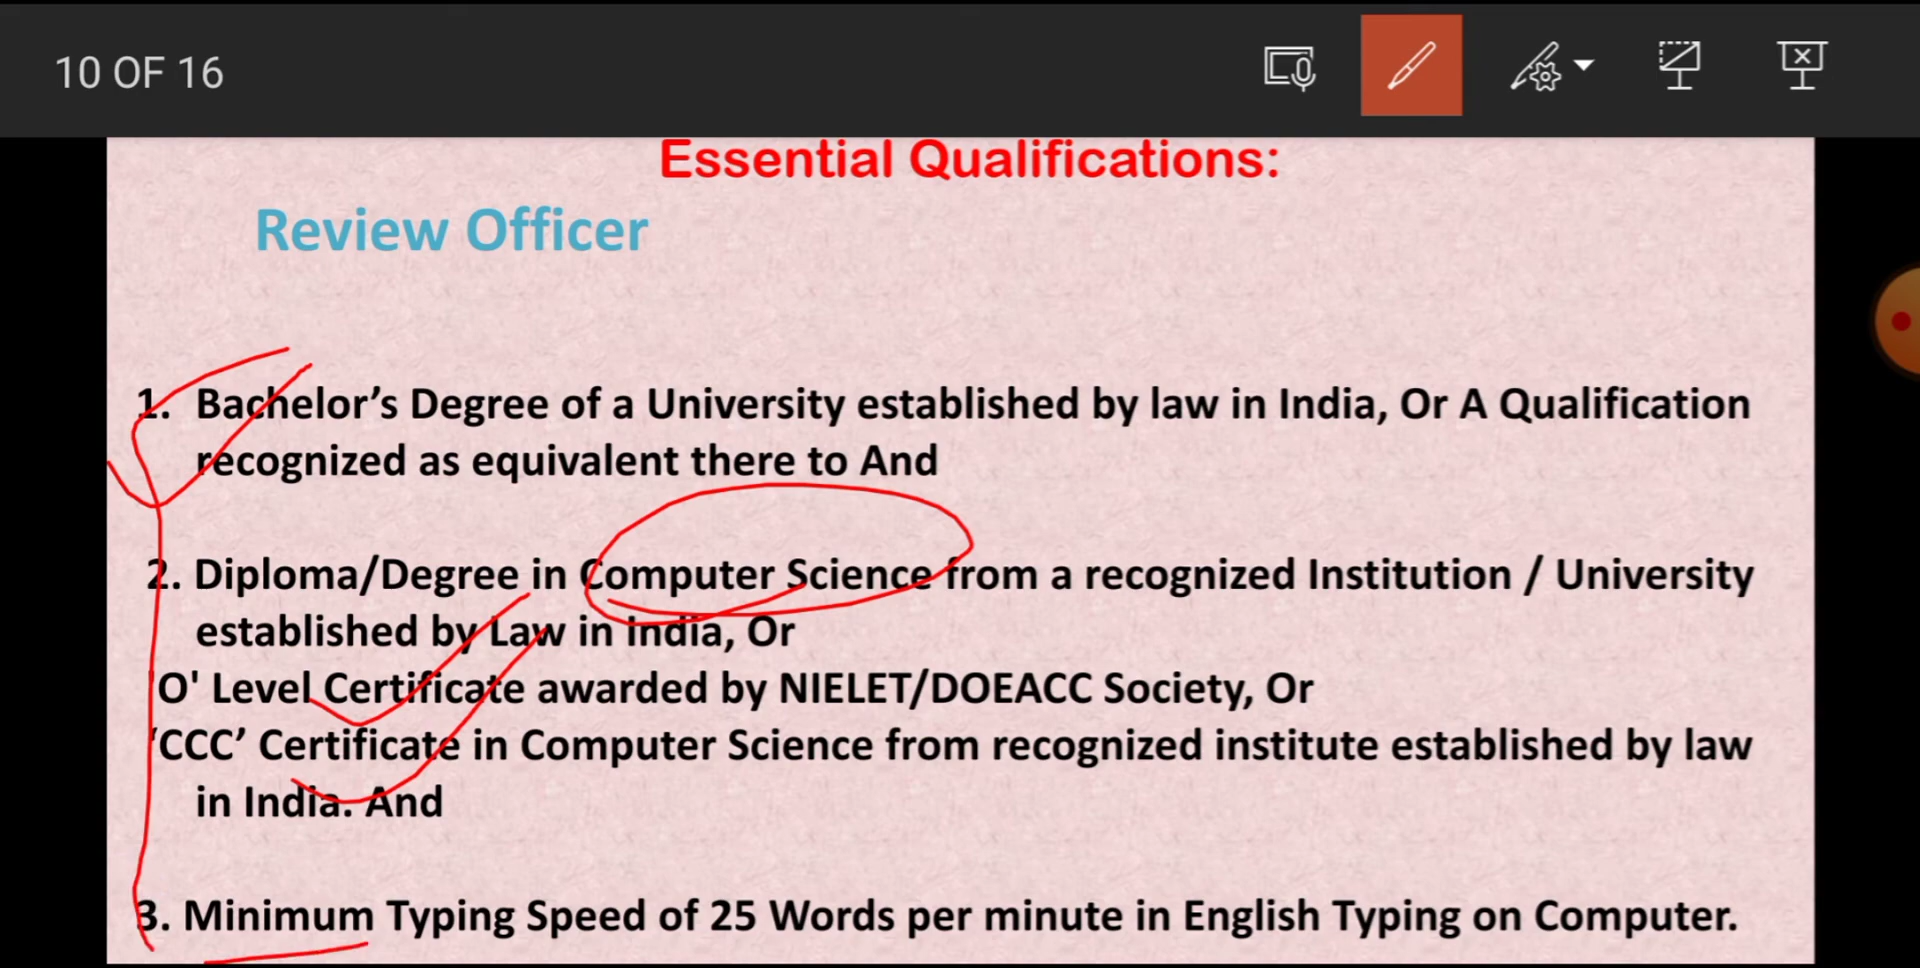 10 OF 16
Essential Qualifications:
Review Officer
1. Bachelor’s Degree of a University established by law in India, Or A Qualification
recognized as equivalent there to And
2. Diploma/Degree in Computer Science from a recognized Institution / University
established by Law in India, Or
'O' Level Certificate awarded by NIELET/DOEACC Society, Or
‘CCC’ Certificate in Computer Science from recognized institute established by law
in India. And
3. Minimum Typing Speed of 25 Words per minute in English Typing on Computer.